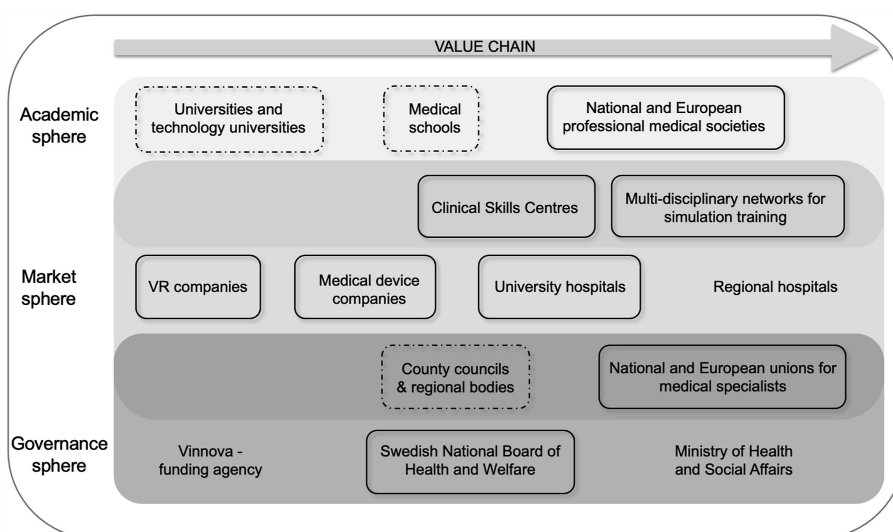 VALUE CHAIN
Academic
sphere
Universities and
technology universities
Medical
schools
National and European
professional medical societies
Clinical Skills Centres
Multi-disciplinary networks for
simulation training
Market
sphere
VR companies
Medical device
companies
University hospitals
Regional hospitals
County councils
& regional bodies
National and European unions for
medical specialists
Governance
sphere
Vinnova -
funding agency
Swedish National Board of
Health and Welfare
Ministry of Health
and Social Affairs